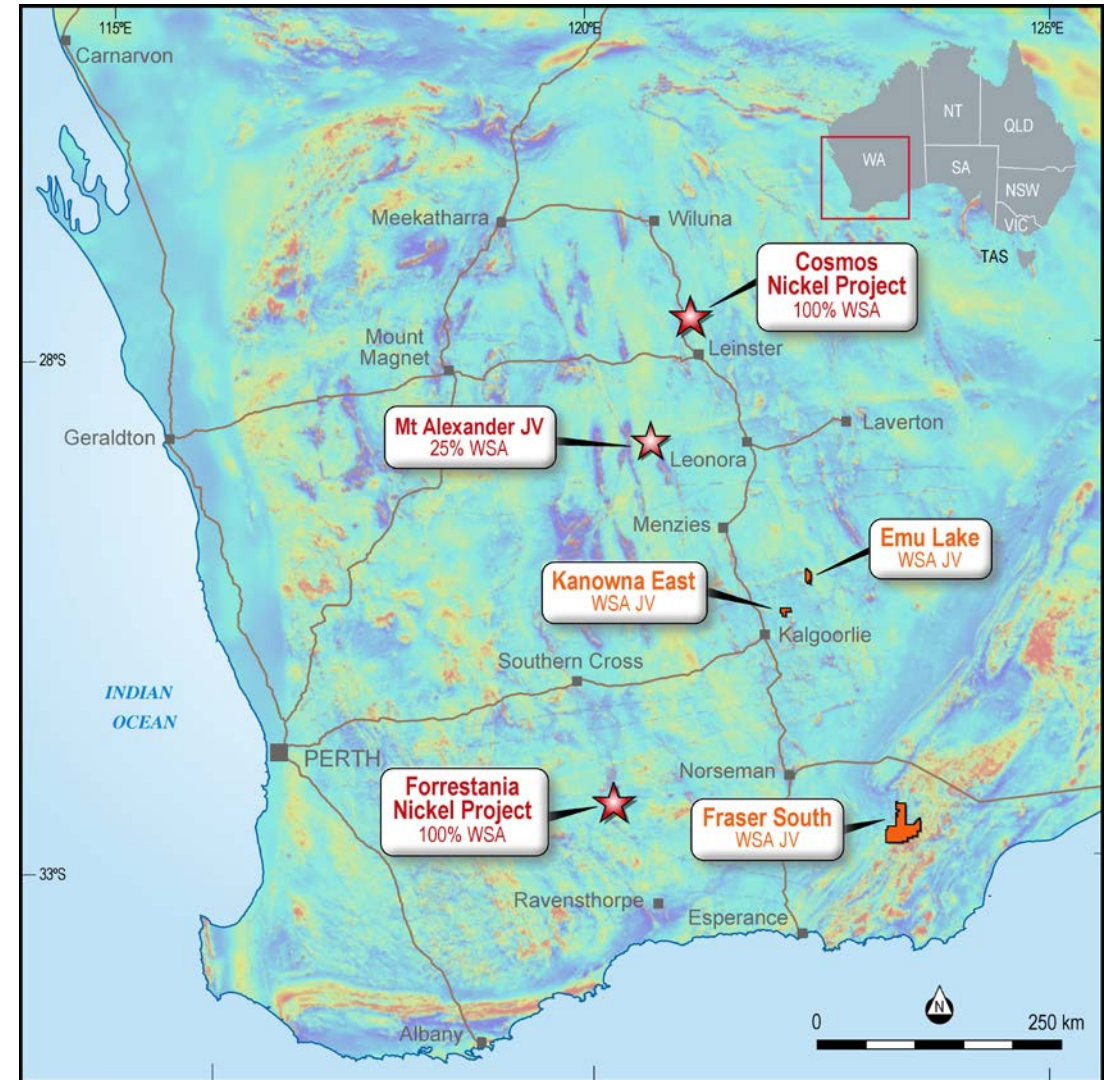 115ºE
120ºE
125ºE
Carnarvon
NT
QLD
WA
SA
NSW
VIC
TAS
Meekatharra
Wiluna
Cosmos
Nickel Project
100% WSA
Mount
Magnet
Leinster
28ºS
Mt Alexander JV
25% WSA
Laverton
Geraldton
Leonora
Menzies
Emu Lake
WSA JV
Kanowna East
WSA JV
Kalgoorlie
Southern Cross
INDIAN
OCEAN
PERTH
Norseman
Forrestania
Nickel Project
100% WSA
Fraser South
WSA JV
33ºS
Ravensthorpe
Esperance
N
0
250 km
Albany